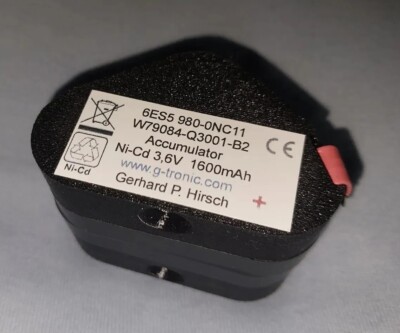 6ES5 980-0NC11
W79084-Q3001-B2
Accumulator
Ni-Cd 3,6V 1600mAh
www.g-tronic.com
Gerhard P. Hirsch
Ni-Cd
CE
+